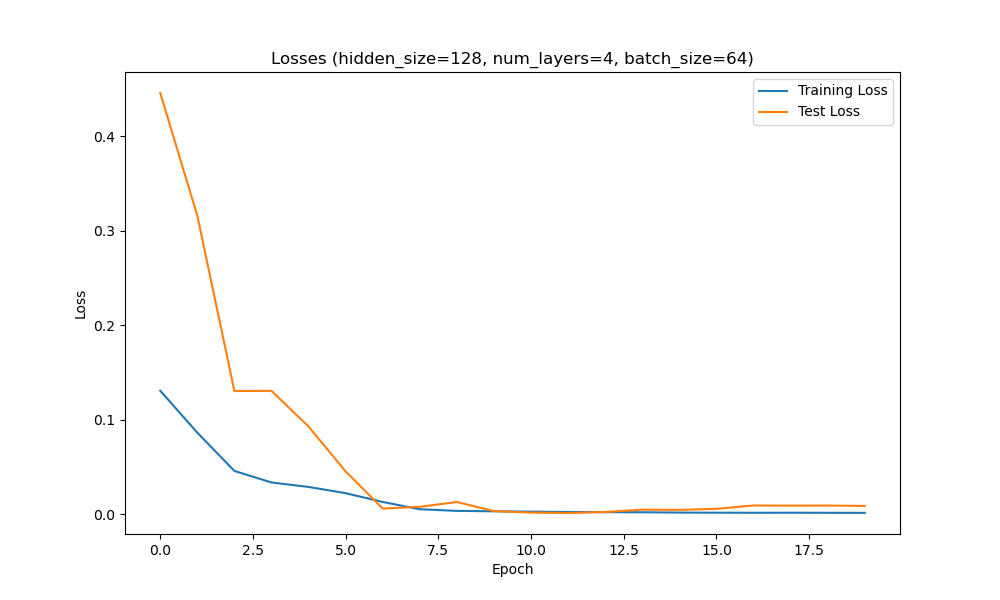 Losses (hidden_size=128, num_layers=4, batch_size=64)
Training Loss
Test Loss
0.4
0.3
0.2
0.1
0.0
Loss
0.0 2.5 5.0 7.5 10.0 12.5 15.0 17.5
Epoch